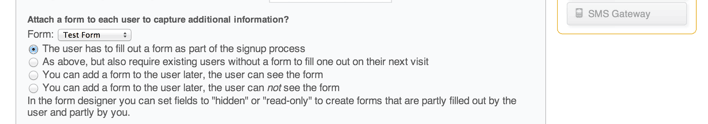 Attach a form to each user to capture additional information?
Form: Test Form
The user has to fill out a form as part of the signup process
As above, but also require existing users without a form to fill one out on their next visit
You can add a form to the user later, the user can see the form
You can add a form to the user later, the user can not see the form
In the form designer you can set fields to "hidden" or "read-only" to create forms that are partly filled out by the
user and partly by you.
SMS Gateway